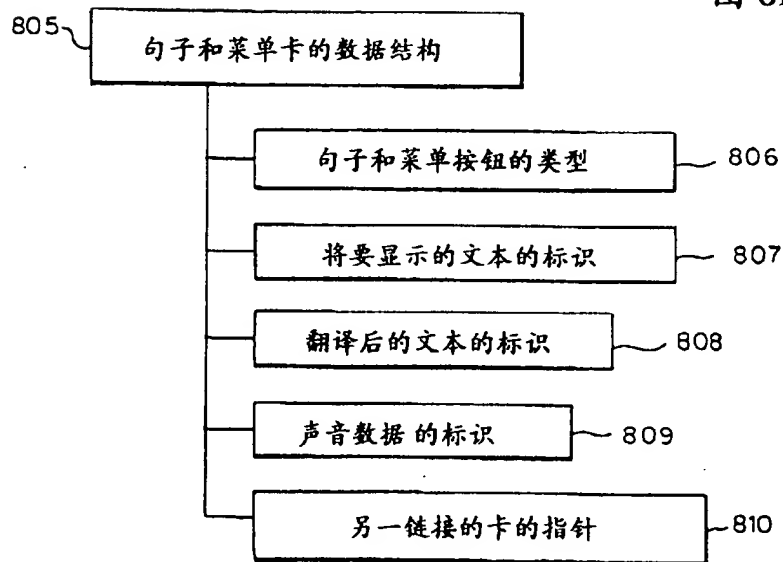 805
句子和菜单卡的数据结构
句子和菜单按钮的类型
806
将要显示的文本的标识
807
翻译后的文本的标识
808
声音数据的标识
809
另一链接的卡的指针
810